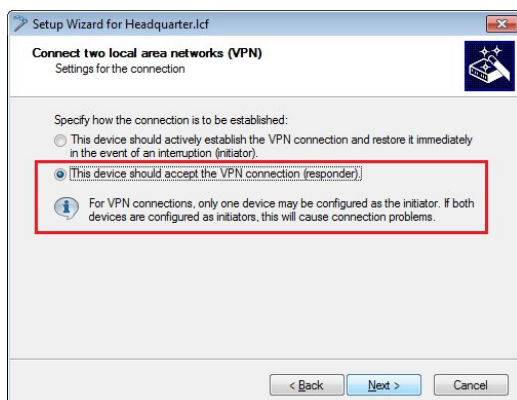 Setup Wizard for Headquarter.lcf
Connect two local area networks (VPN)
Settings for the connection
Specify how the connection is to be established:
This device should actively establish the VPN connection and restore it immediately
in the event of an interruption (initiator).
This device should accept the VPN connection (responder).
For VPN connections, only one device may be configured as the initiator. If both
devices are configured as initiators, this will cause connection problems.
< Back Next > Cancel